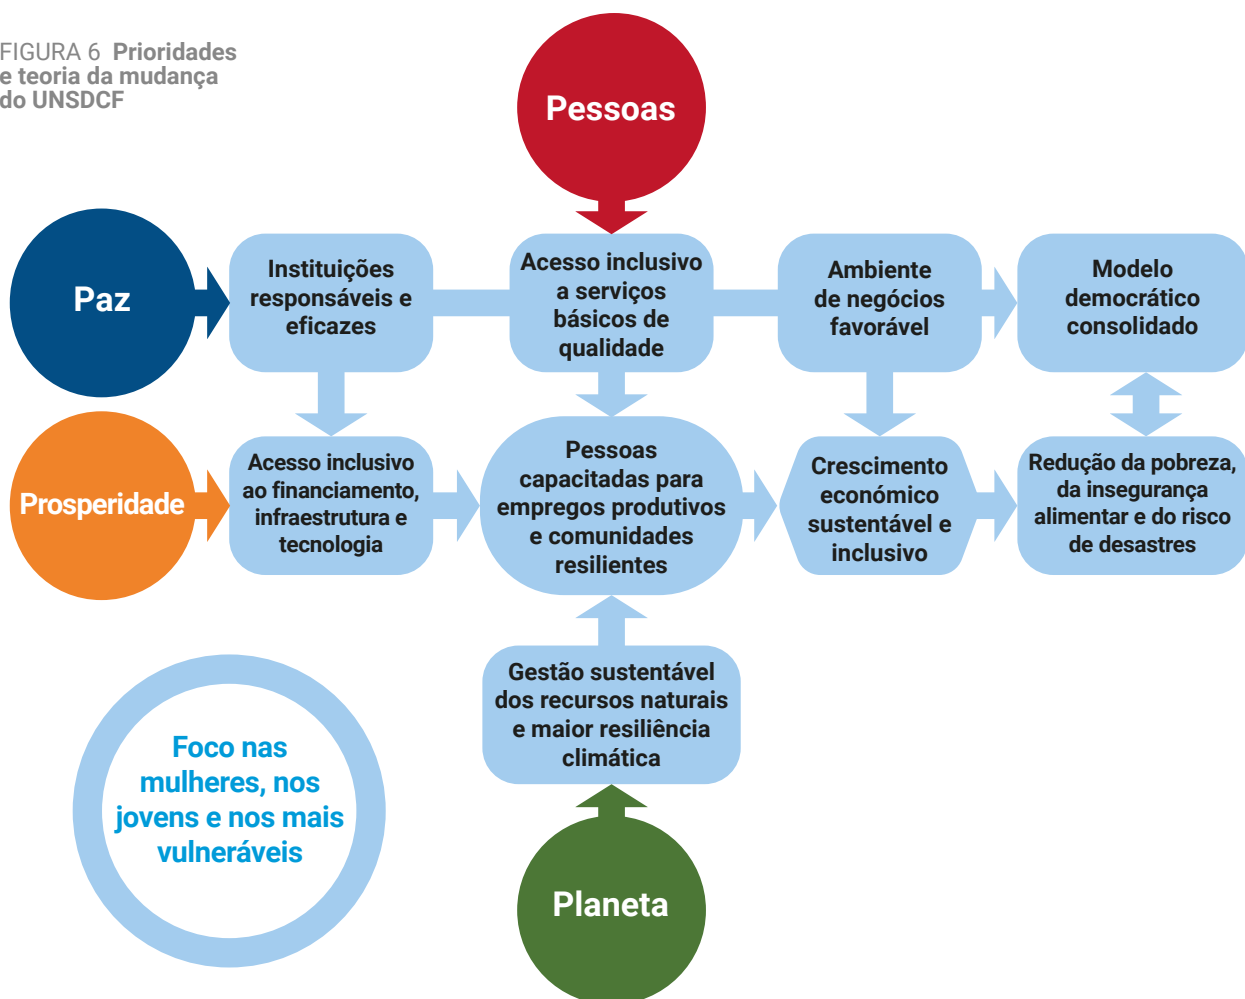 FIGURA 6 Prioridades
e teoria da mudança
do UNSDCF
Pessoas
Paz
Instituições
responsáveis e
eficazes
Acesso inclusivo
a serviços
básicos de
qualidade
Ambiente
de negócios
favorável
Modelo
democrático
consolidado
Prosperidade
Acesso inclusivo
ao financiamento,
infraestrutura e
tecnologia
Pessoas
capacitadas para
empregos produtivos
e comunidades
resilientes
Crescimento
económico
sustentável e
inclusivo
Redução da pobreza,
da insegurança
alimentar e do risco
de desastres
Gestão sustentável
dos recursos naturais
e maior resiliência
climática
Foco nas
mulheres, nos
jovens e nos mais
vulneráveis
Planeta